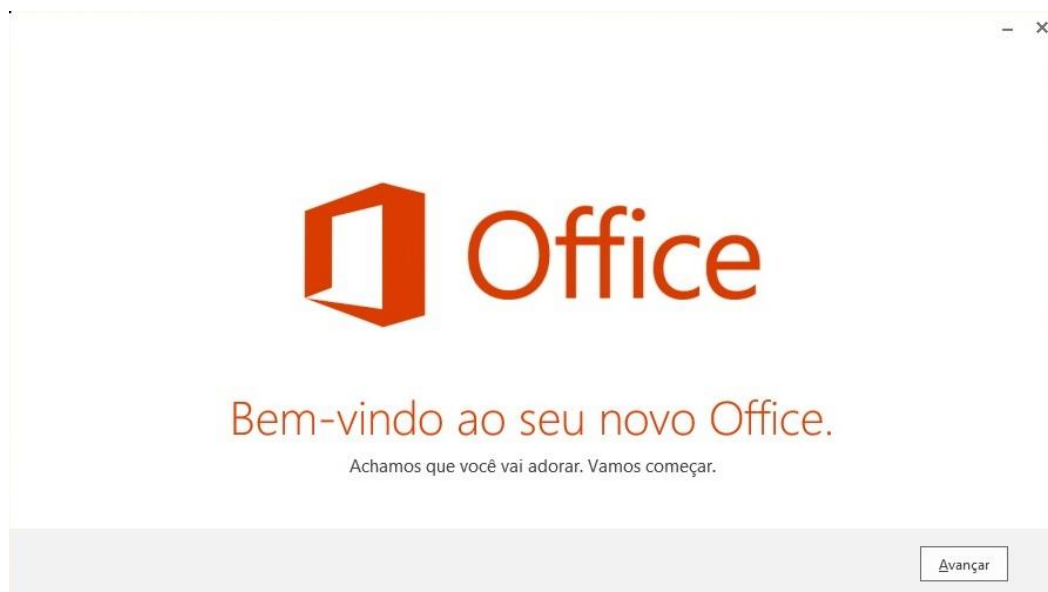 Office
Bem-vindo ao seu novo Office.
Achamos que você vai adorar. Vamos começar.
Avançar